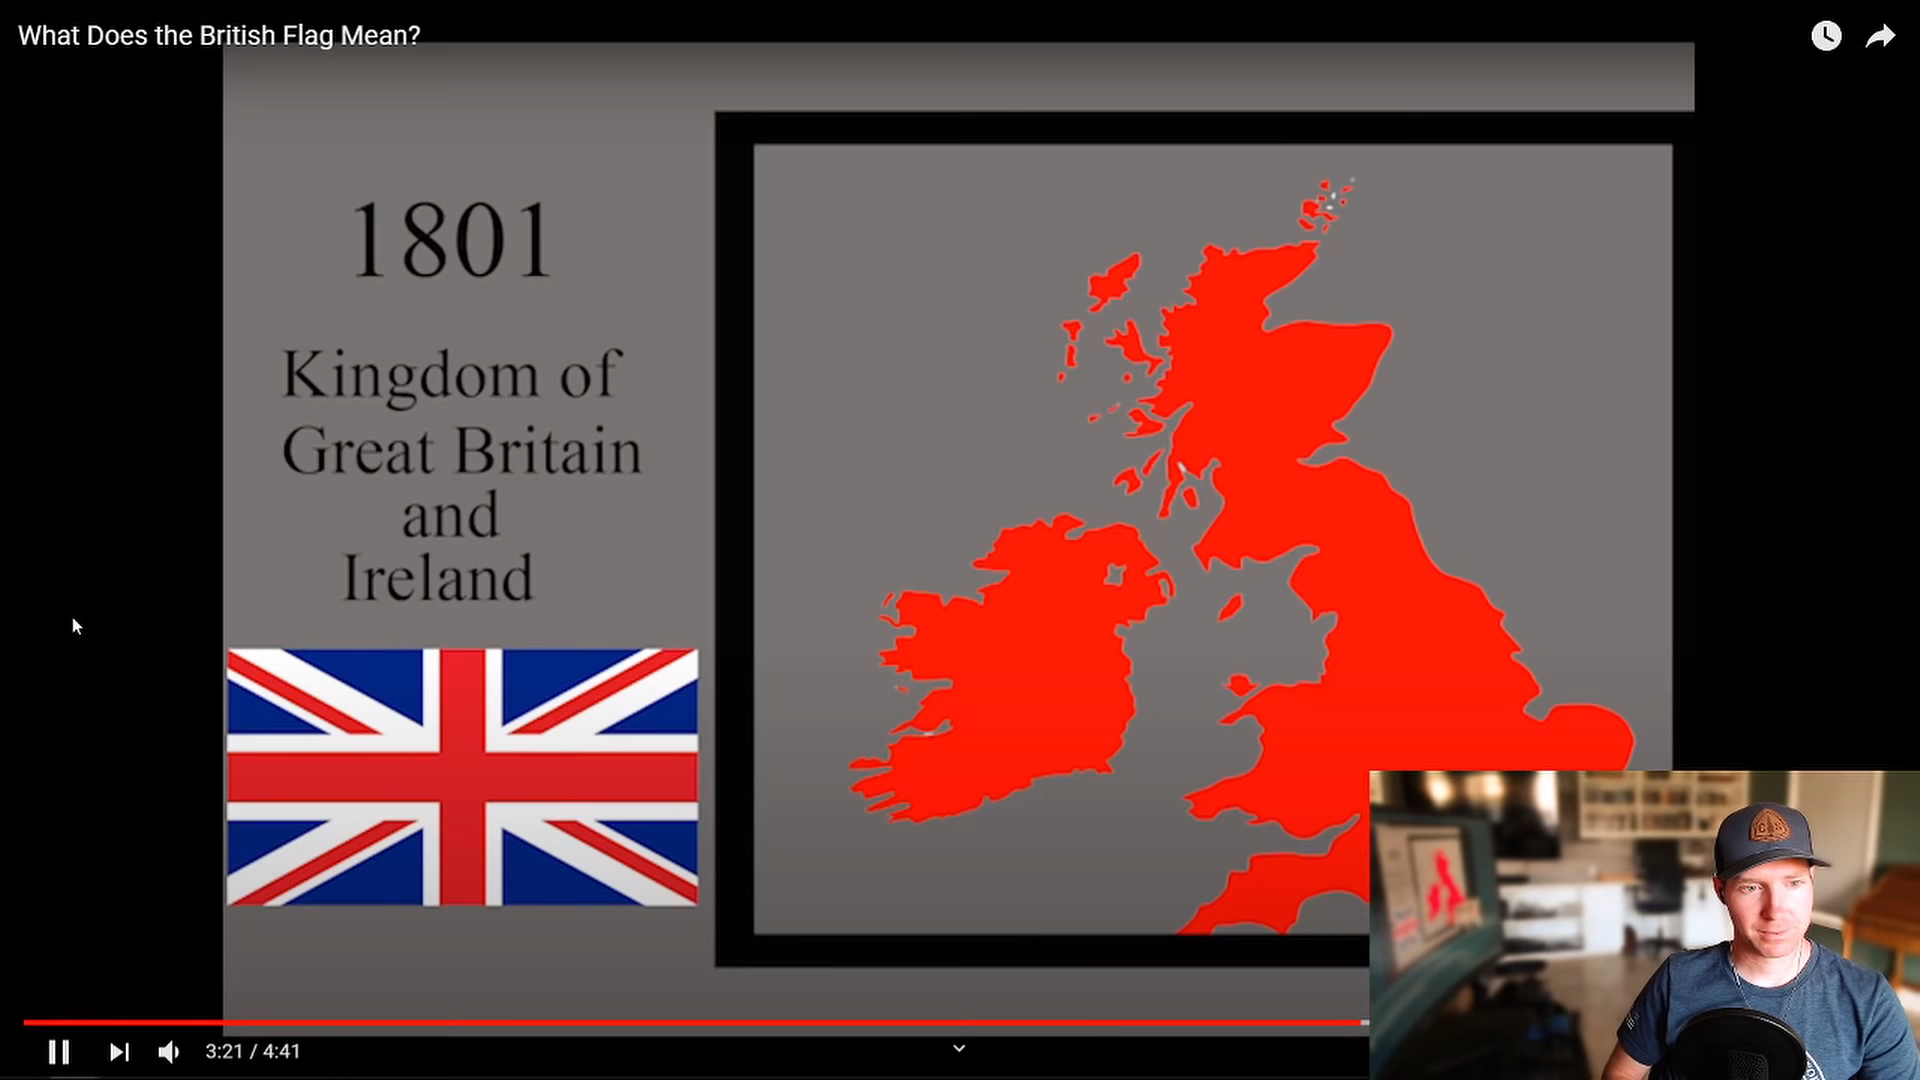 What Does the British Flag Mean?
1801
Kingdom of
Great Britain
and
Ireland
3:21 / 4:41